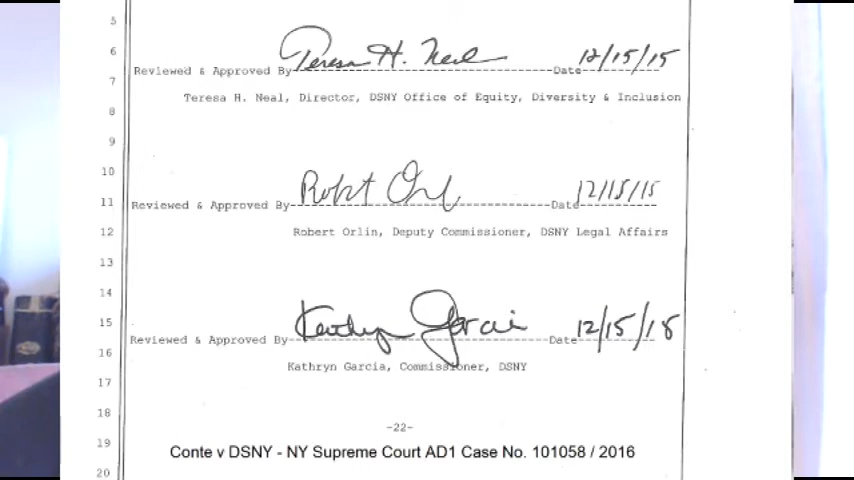 5
6
Teresa H. Neal 12/15/15
Reviewed & Approved By------------------------------------Date------------
7
Teresa H. Neal, Director, DSNY Office of Equity, Diversity & Inclusion
8
9
10
Robert Orlin 12/15/15
11 Reviewed & Approved By------------------------------------Date------------
12 Robert Orlin, Deputy Commissioner, DSNY Legal Affairs
13
14
15 Kathryn Garcia 12/15/15
Reviewed & Approved By------------------------------------Date------------
16
Kathryn Garcia, Commissioner, DSNY
17
18
-22-
19
Conte v DSNY - NY Supreme Court AD1 Case No. 101058 / 2016
20